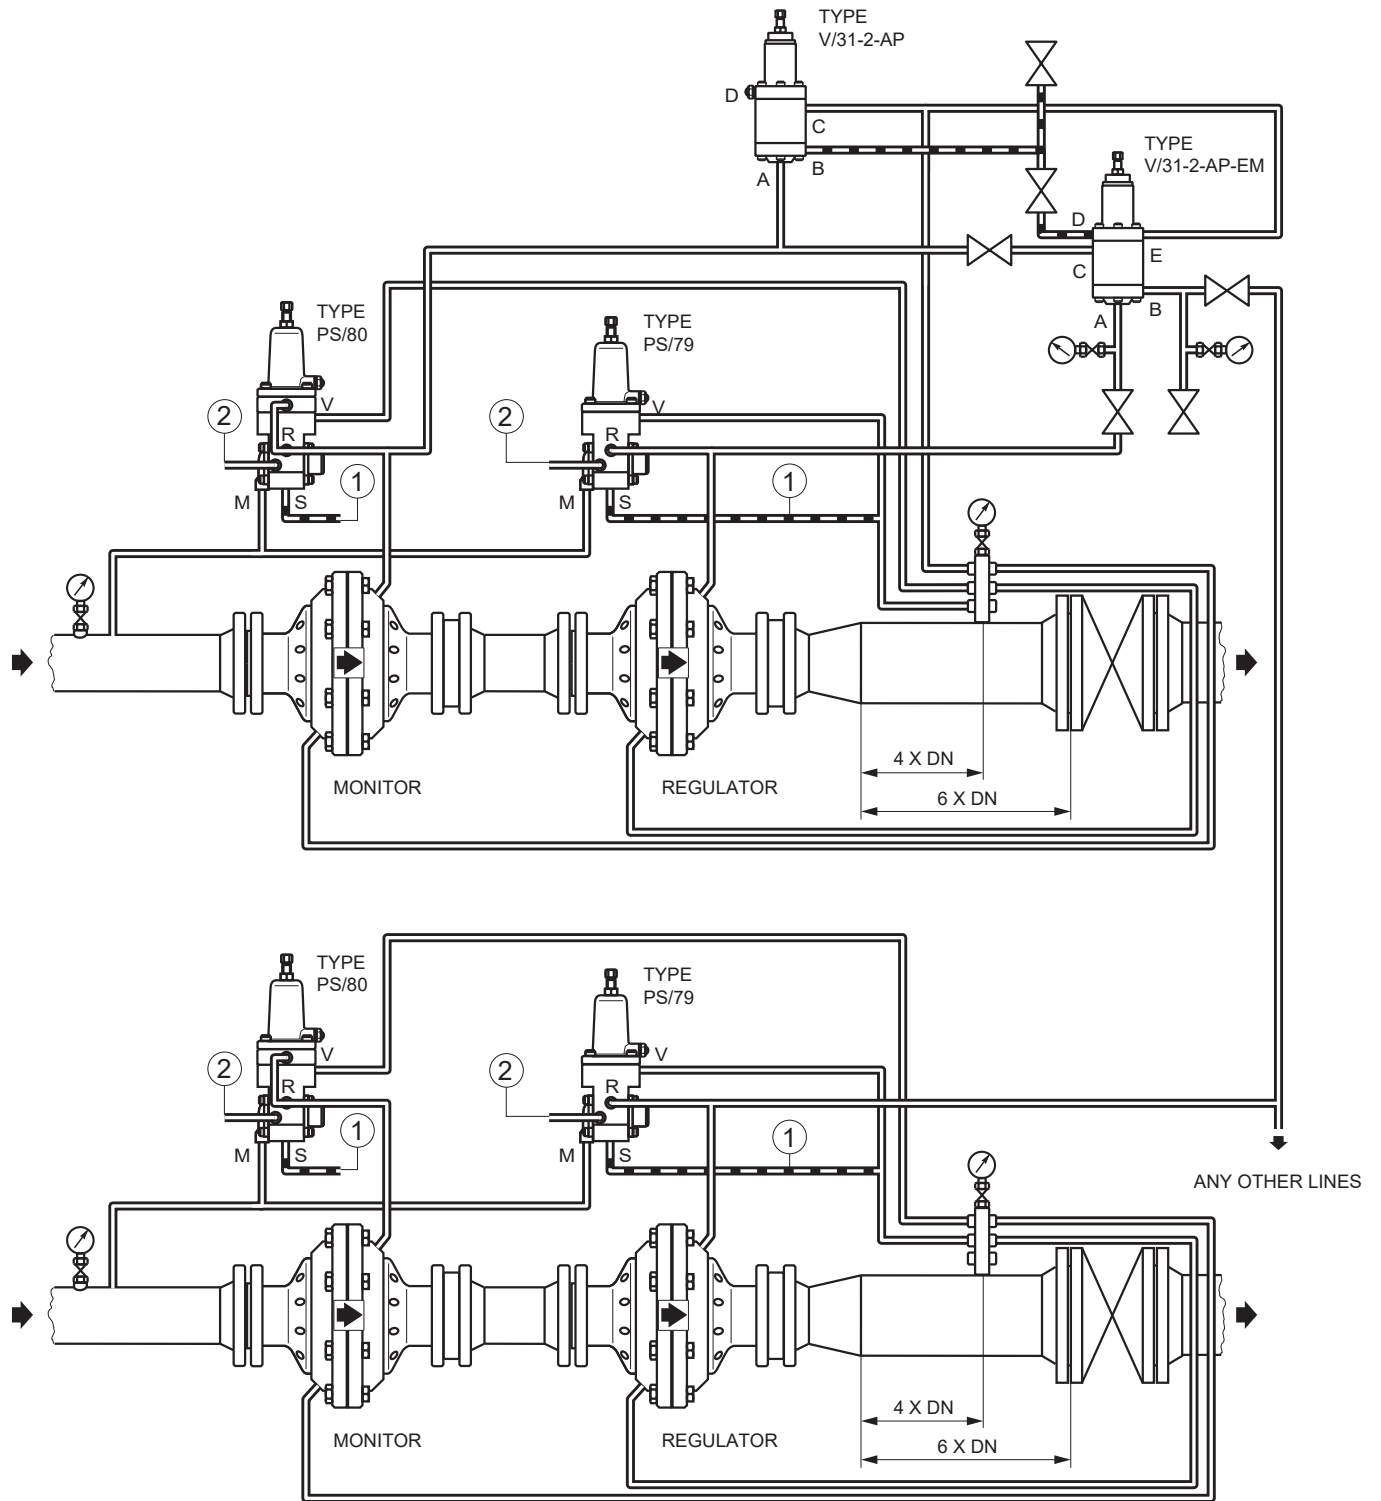 TYPE
V/31-2-AP
D
C
B
A
TYPE
V/31-2-AP-EM
D
E
C
B
A
TYPE
PS/80
TYPE
PS/79
V
V
2
R
2
R
1
1
M
S
M
S
4 X DN
6 X DN
MONITOR
REGULATOR
TYPE
PS/80
TYPE
PS/79
V
V
2
R
2
R
1
1
M
S
M
S
ANY OTHER LINES
4 X DN
6 X DN
MONITOR
REGULATOR